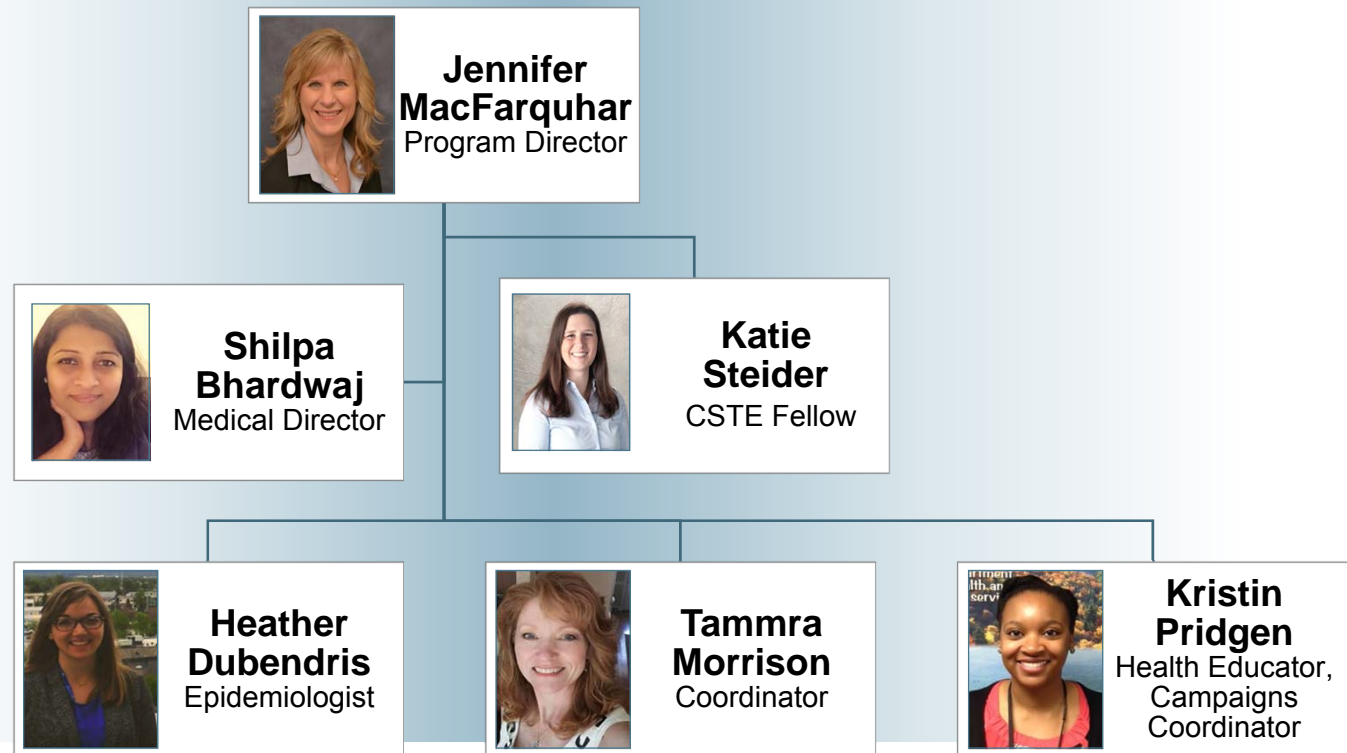 Jennifer
MacFarquhar
Program Director
Shilpa
Bhardwaj
Medical Director
Katie
Steider
CSTE Fellow
Heather
Dubendris
Epidemiologist
Tammra
Morrison
Coordinator
Kristin
Pridgen
Health Educator,
Campaigns
Coordinator